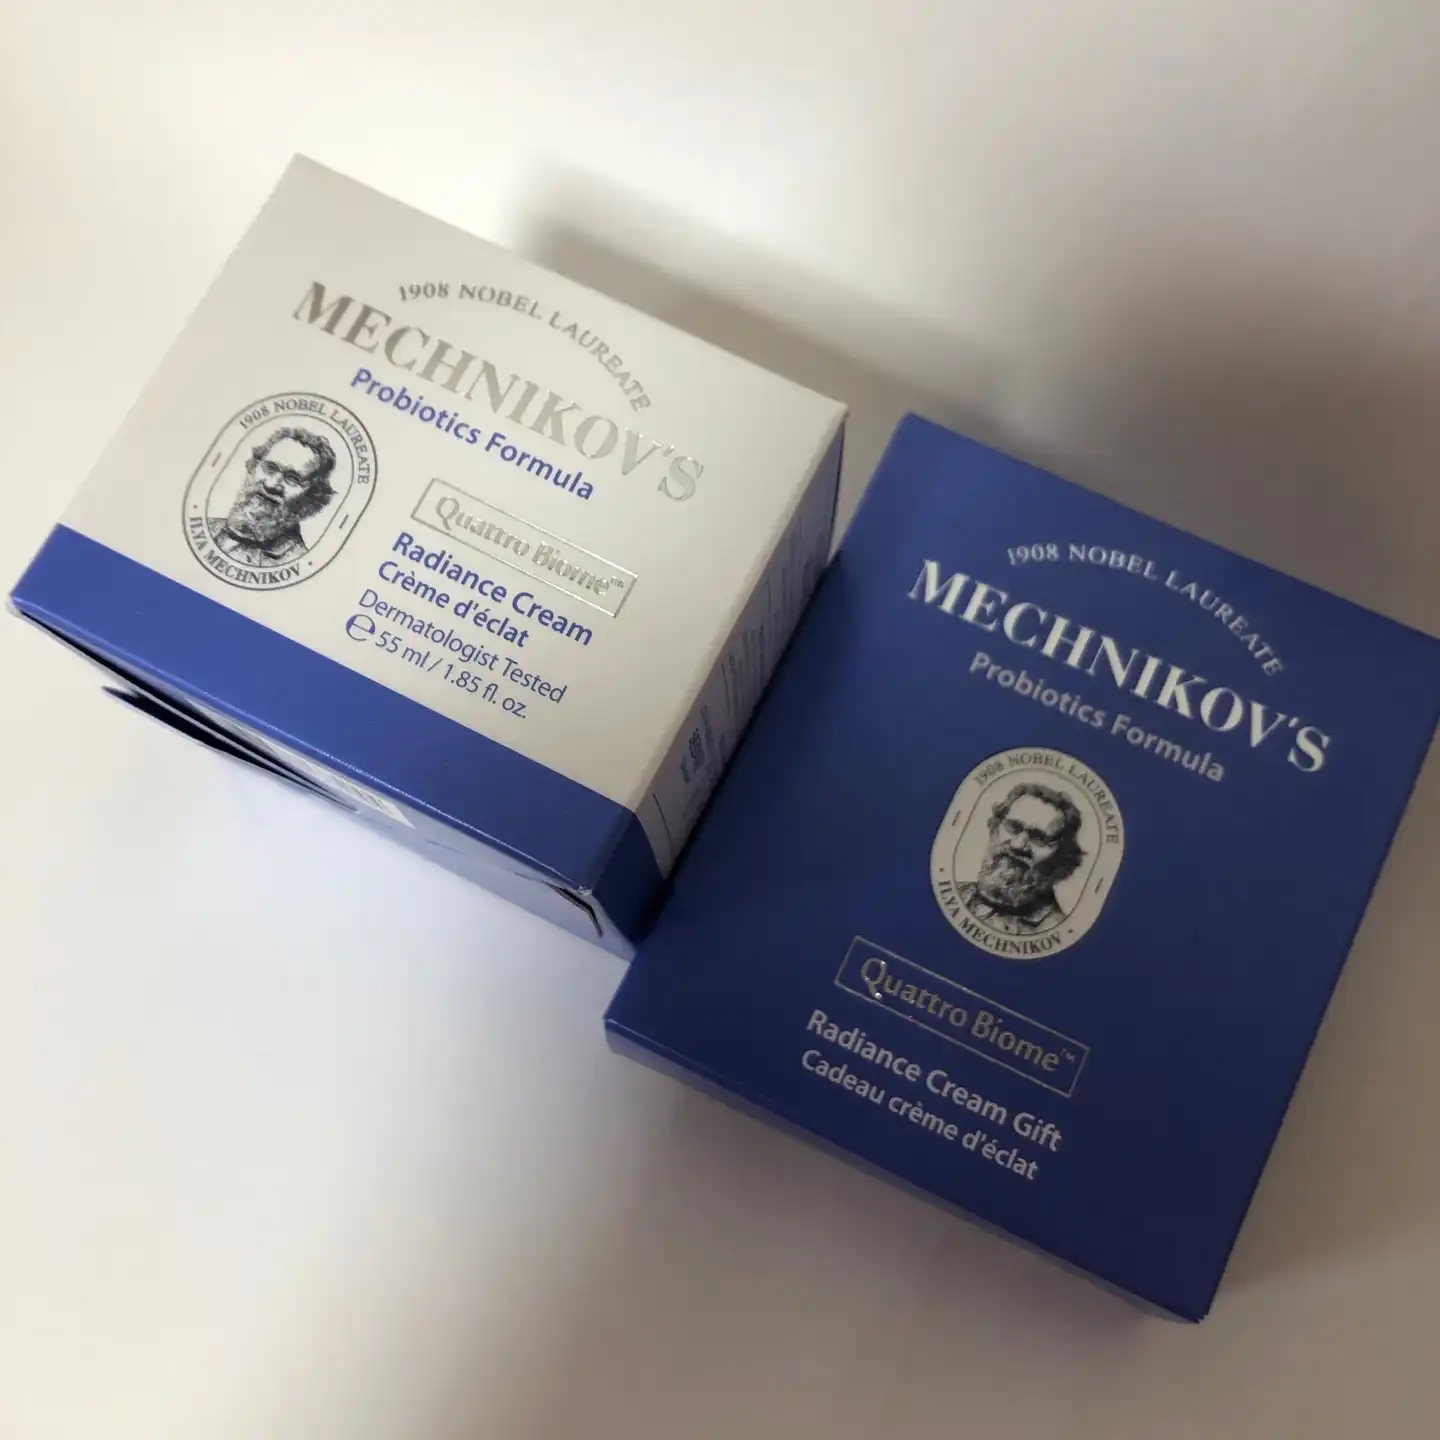 1908 NOBEL LAUREATE
MECHNIKOV'S
Probiotics Formula
1908 NOBEL LAUREATE
· ILYA MECHNIKOV ·
Quattro Biome™
Radiance Cream
Crème d'éclat
Dermatologist Tested
℮ 55 ml / 1.85 fl. oz.
1908 NOBEL LAUREATE
MECHNIKOV'S
Probiotics Formula
1908 NOBEL LAUREATE
· ILYA MECHNIKOV ·
Quattro Biome™
Radiance Cream Gift
Cadeau crème d'éclat